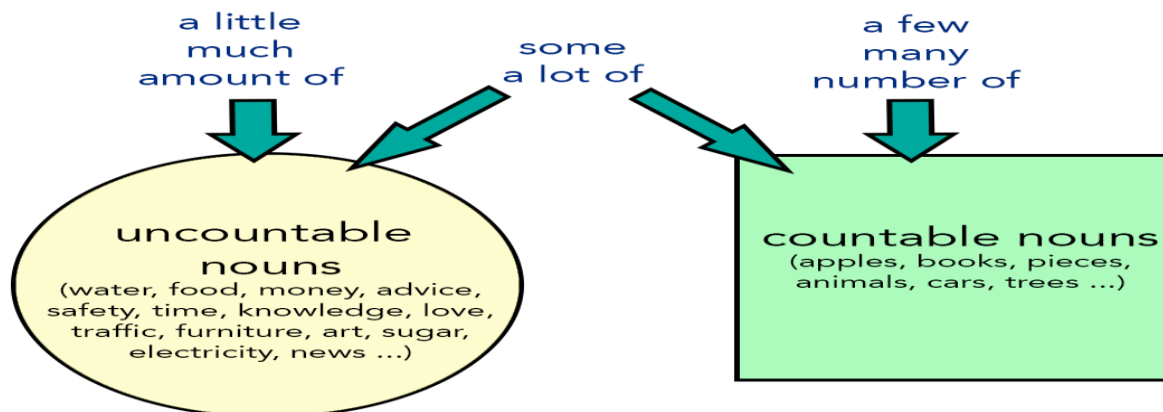 a little
much
amount of
some
a lot of
a few
many
number of
uncountable
nouns
(water, food, money, advice,
safety, time, knowledge, love,
traffic, furniture, art, sugar,
electricity, news ...)
countable nouns
(apples, books, pieces,
animals, cars, trees ...)